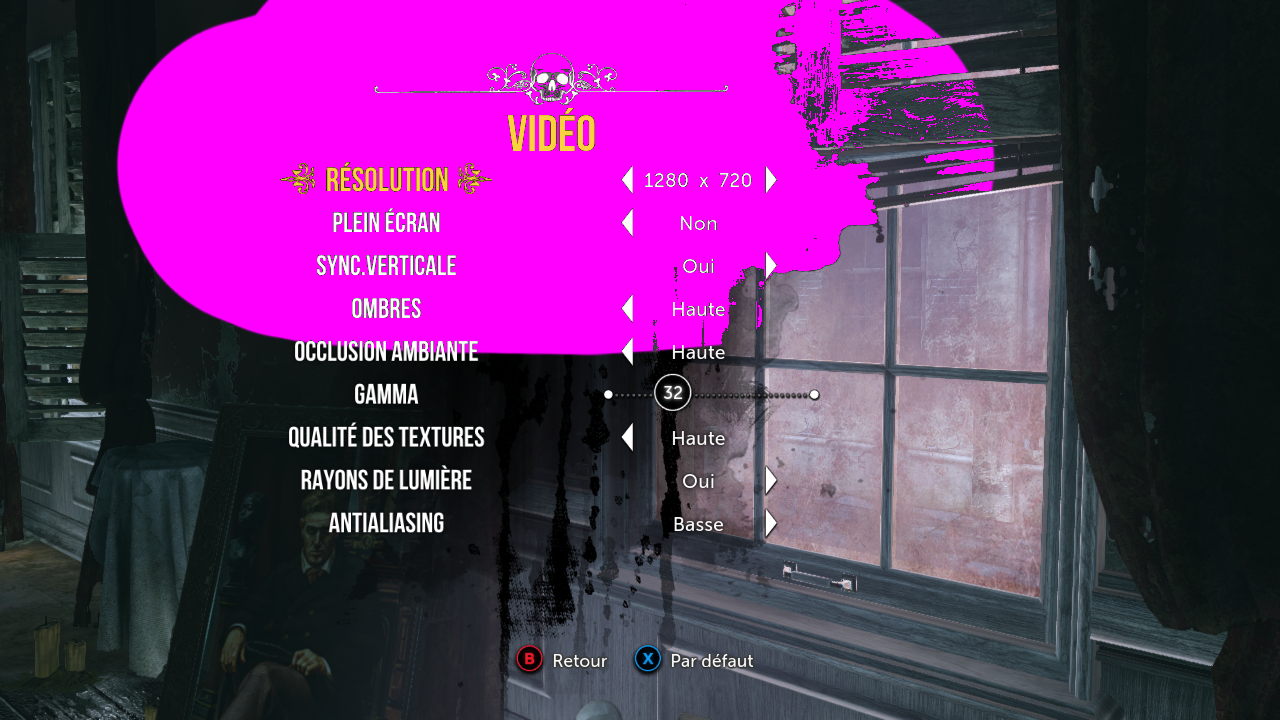 VIDÉO
RÉSOLUTION 1280 x 720
PLEIN ÉCRAN Non
SYNC.VERTICALE Oui
OMBRES Haute
OCCLUSION AMBIANTE Haute
GAMMA 32
QUALITÉ DES TEXTURES Haute
RAYONS DE LUMIÈRE Oui
ANTIALIASING Basse
B Retour X Par défaut